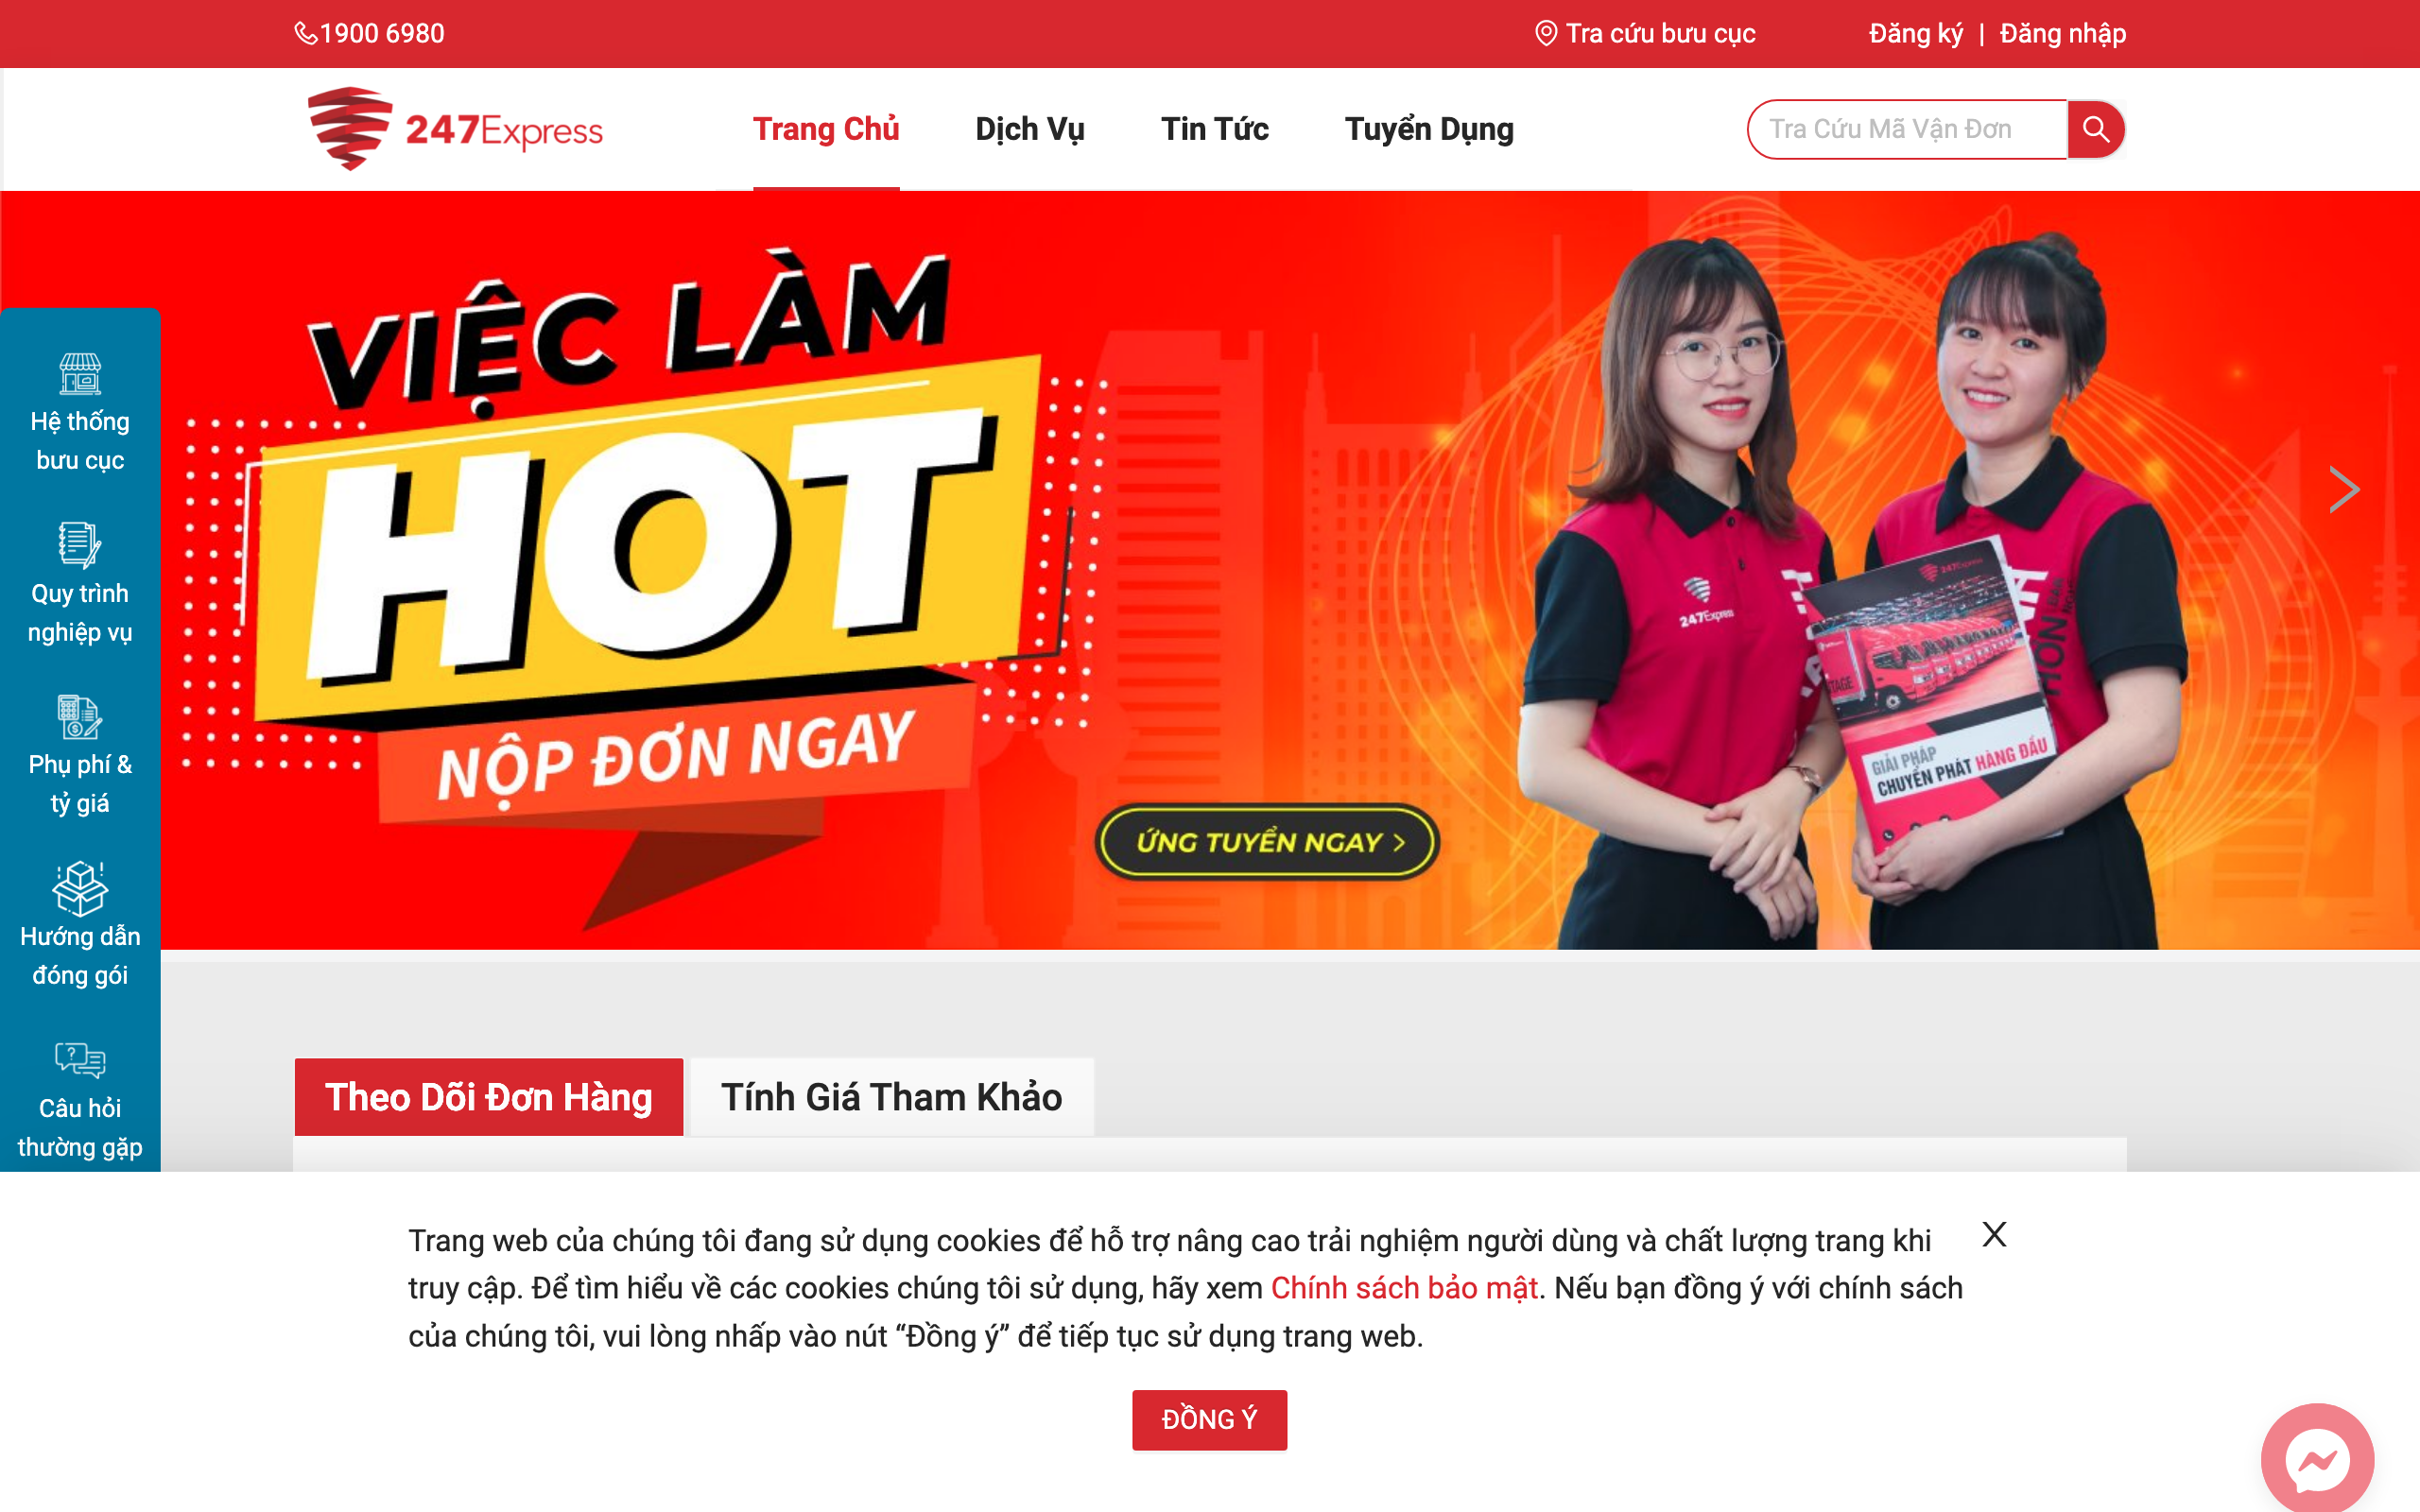 1900 6980
Tra cứu bưu cục
Đăng ký | Đăng nhập
247Express
Trang Chủ
Dịch Vụ
Tin Tức
Tuyển Dụng
Tra Cứu Mã Vận Đơn
VIỆC LÀM
HOT
NỘP ĐƠN NGAY
ỨNG TUYỂN NGAY >
247Express
247Express
GIẢI PHÁP
CHUYỂN PHÁT HÀNG ĐẦU
Hệ thống
bưu cục
Quy trình
nghiệp vụ
Phụ phí &
tỷ giá
Hướng dẫn
đóng gói
Câu hỏi
thường gặp
Theo Dõi Đơn Hàng
Tính Giá Tham Khảo
Trang web của chúng tôi đang sử dụng cookies để hỗ trợ nâng cao trải nghiệm người dùng và chất lượng trang khi
truy cập. Để tìm hiểu về các cookies chúng tôi sử dụng, hãy xem Chính sách bảo mật. Nếu bạn đồng ý với chính sách
của chúng tôi, vui lòng nhấp vào nút “Đồng ý” để tiếp tục sử dụng trang web.
ĐỒNG Ý